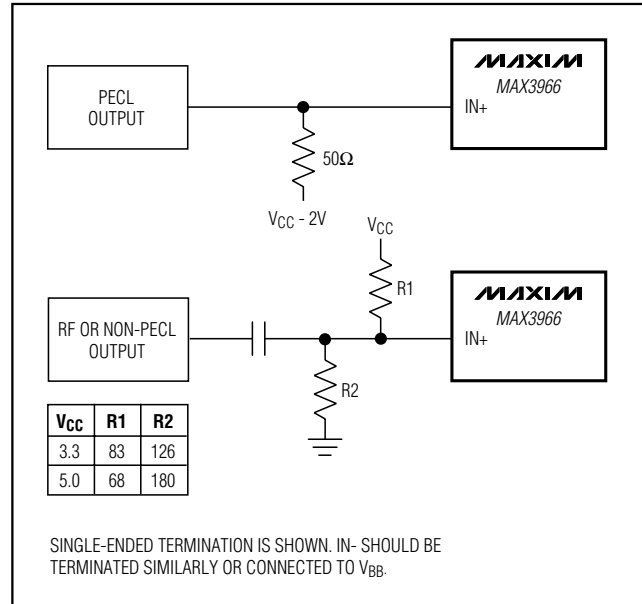 PECL
OUTPUT
MAXIM
MAX3966
IN+
50Ω
VCC - 2V
VCC
R1
RF OR NON-PECL
OUTPUT
MAXIM
MAX3966
IN+
R2
VCC R1 R2
3.3 83 126
5.0 68 180
SINGLE-ENDED TERMINATION IS SHOWN. IN- SHOULD BE
TERMINATED SIMILARLY OR CONNECTED TO VBB.